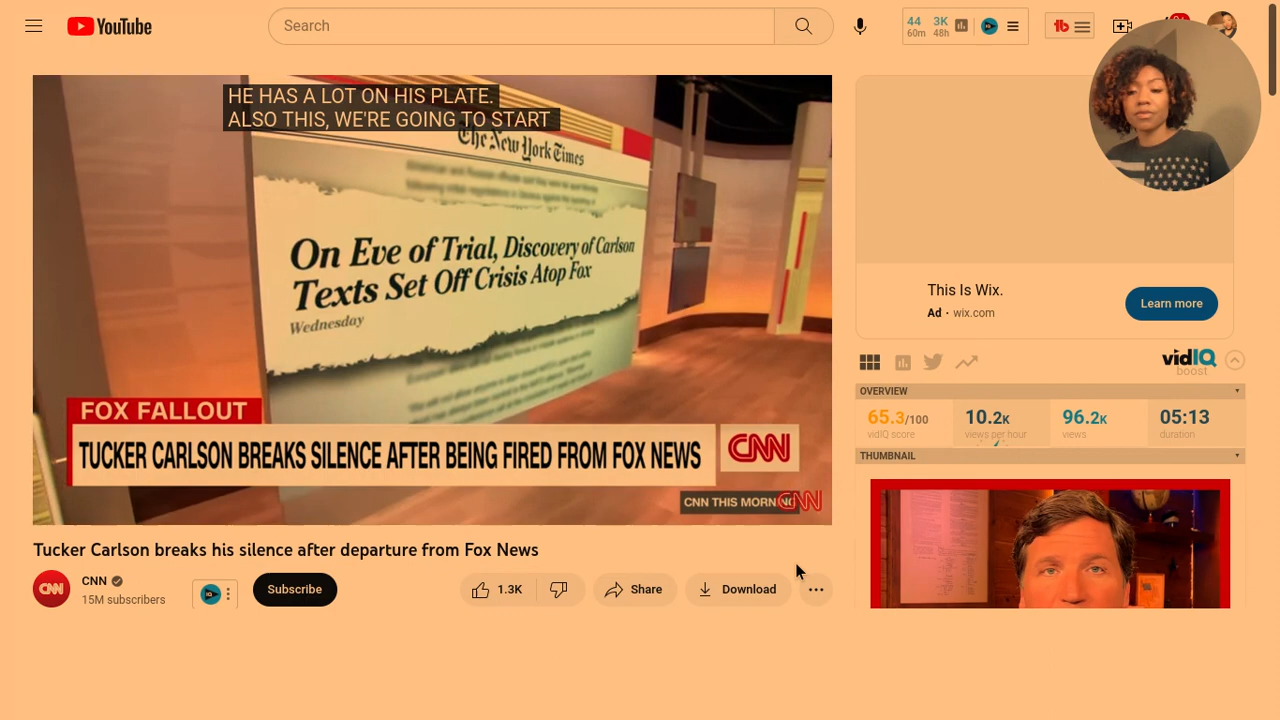 YouTube
Search
44
60m
3K
48h
HE HAS A LOT ON HIS PLATE.
ALSO THIS, WE'RE GOING TO START
The New York Times
On Eve of Trial, Discovery of Carlson
Texts Set Off Crisis Atop Fox
Wednesday
FOX FALLOUT
TUCKER CARLSON BREAKS SILENCE AFTER BEING FIRED FROM FOX NEWS
CNN
CNN THIS MORNING
CNN
Tucker Carlson breaks his silence after departure from Fox News
CNN
CNN
15M subscribers
Subscribe
1.3K
Share
Download
This Is Wix.
Ad · wix.com
Learn more
vidIQ
boost
OVERVIEW
65.3/100
vidIQ score
10.2K
views per hour
96.2K
views
05:13
duration
THUMBNAIL